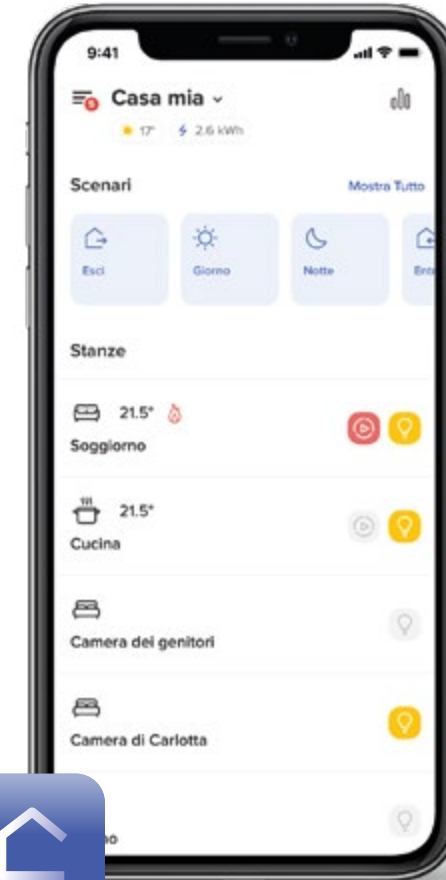 9:41
Casa mia
17° 2.6 kWh
Scenari Mostra Tutto
Esci Giorno Notte
Stanze
21.5°
Soggiorno
21.5°
Cucina
Camera dei genitori
Camera di Carlotta